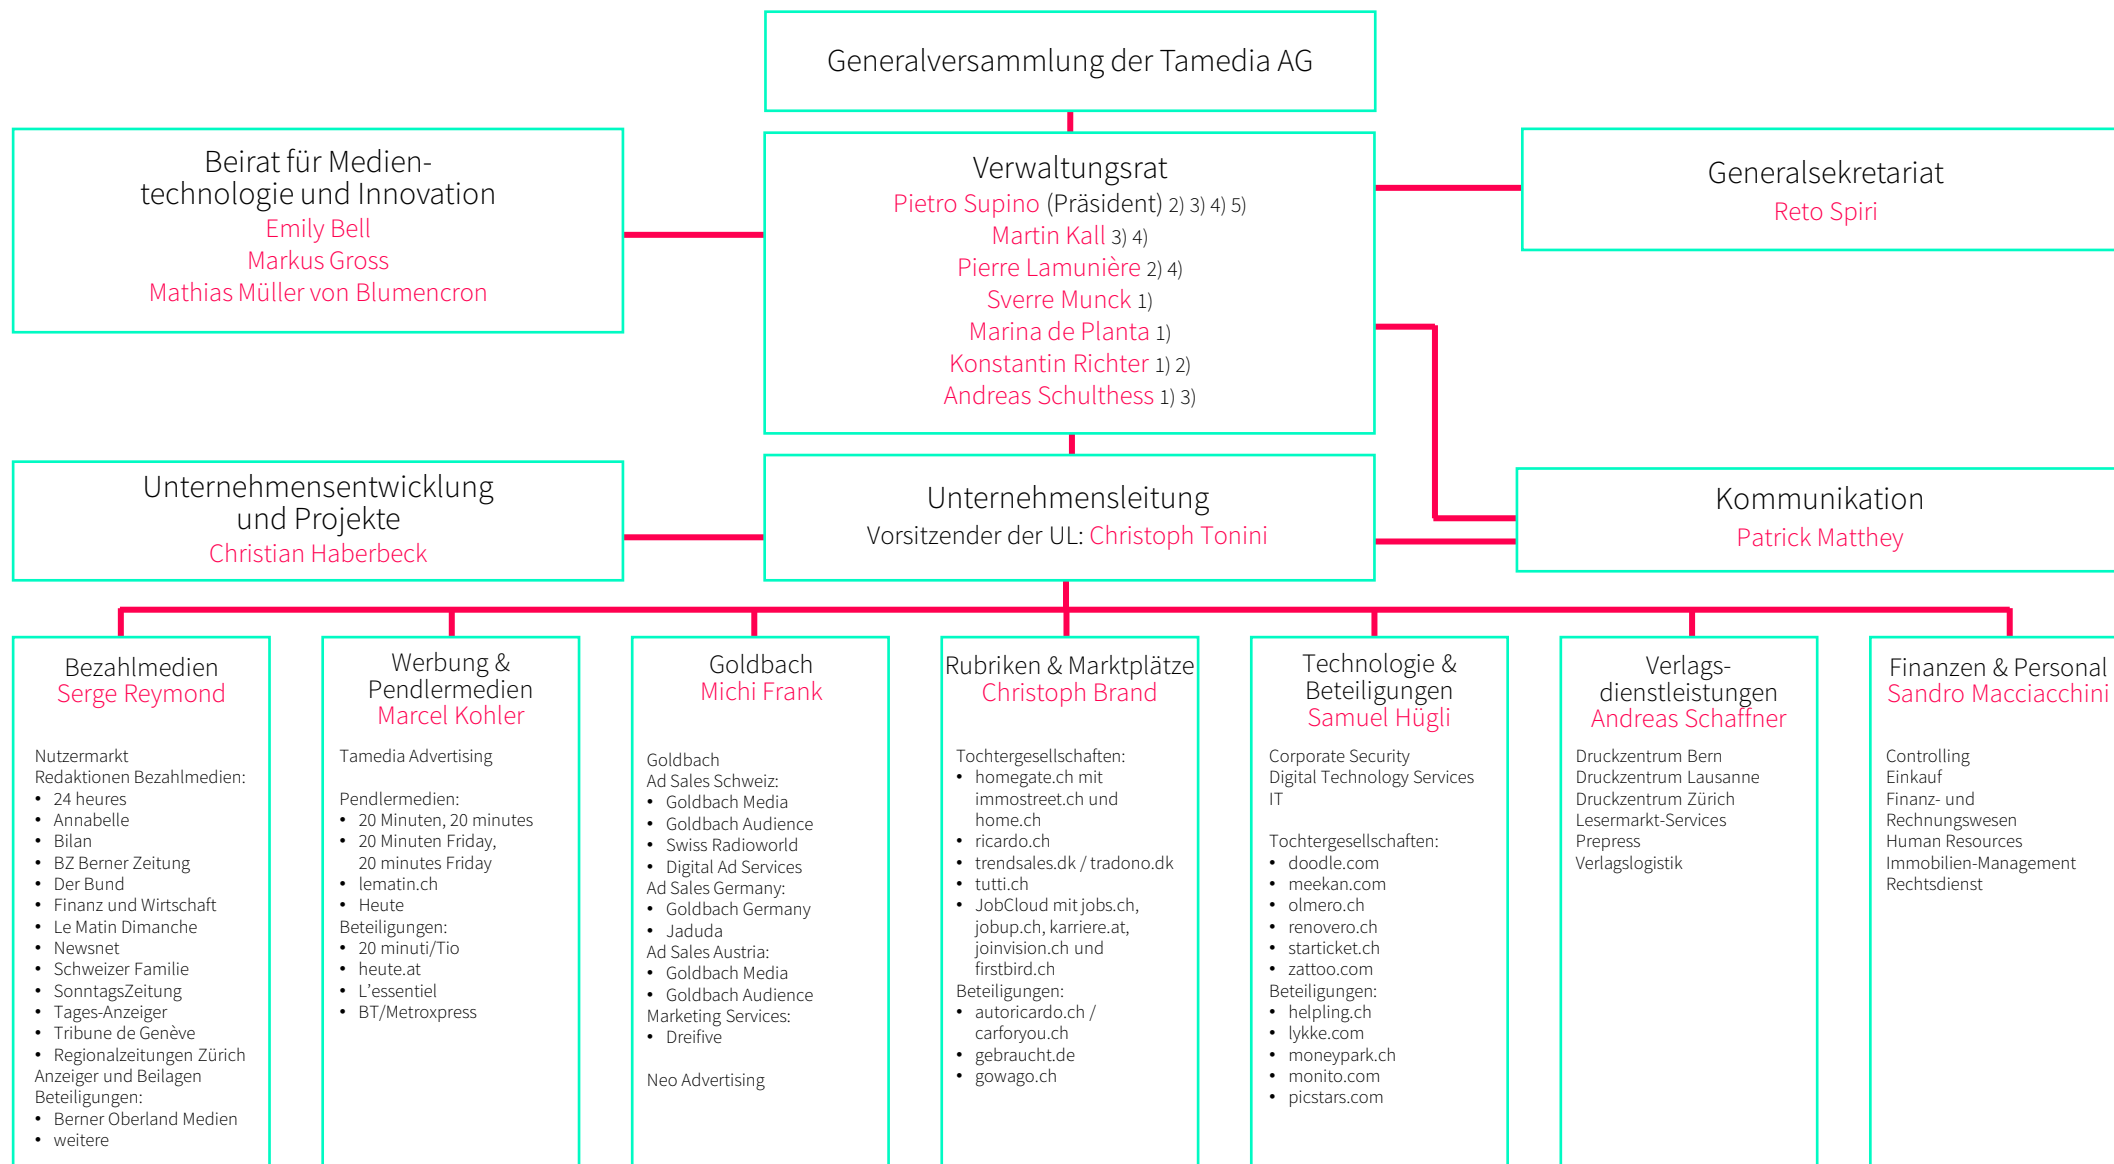 Generalversammlung der Tamedia AG
Beirat für Medien-
technologie und Innovation
Emily Bell
Markus Gross
Mathias Müller von Blumencron
Verwaltungsrat
Pietro Supino (Präsident) 2) 3) 4) 5)
Martin Kall 3) 4)
Pierre Lamunière 2) 4)
Sverre Munck 1)
Marina de Planta 1)
Konstantin Richter 1) 2)
Andreas Schulthess 1) 3)
Generalsekretariat
Reto Spiri
Unternehmensentwicklung
und Projekte
Christian Haberbeck
Unternehmensleitung
Vorsitzender der UL: Christoph Tonini
Kommunikation
Patrick Matthey
Bezahlmedien
Serge Reymond
Nutzermarkt
Redaktionen Bezahlmedien:
• 24 heures
• Annabelle
• Bilan
• BZ Berner Zeitung
• Der Bund
• Finanz und Wirtschaft
• Le Matin Dimanche
• Newsnet
• Schweizer Familie
• SonntagsZeitung
• Tages-Anzeiger
• Tribune de Genève
• Regionalzeitungen Zürich
Anzeiger und Beilagen
Beteiligungen:
• Berner Oberland Medien
• weitere
Werbung &
Pendlermedien
Marcel Kohler
Tamedia Advertising
Pendlermedien:
• 20 Minuten, 20 minutes
• 20 Minuten Friday,
20 minutes Friday
• lematin.ch
• Heute
Beteiligungen:
• 20 minuti/Tio
• heute.at
• L’essentiel
• BT/Metroxpress
Goldbach
Michi Frank
Goldbach
Ad Sales Schweiz:
• Goldbach Media
• Goldbach Audience
• Swiss Radioworld
• Digital Ad Services
Ad Sales Germany:
• Goldbach Germany
• Jaduda
Ad Sales Austria:
• Goldbach Media
• Goldbach Audience
Marketing Services:
• Dreifive
Neo Advertising
Rubriken & Marktplätze
Christoph Brand
Tochtergesellschaften:
• homegate.ch mit
immostreet.ch und
home.ch
• ricardo.ch
• trendsales.dk / tradono.dk
• tutti.ch
• JobCloud mit jobs.ch,
jobup.ch, karriere.at,
joinvision.ch und
firstbird.ch
Beteiligungen:
• autoricardo.ch /
carforyou.ch
• gebraucht.de
• gowago.ch
Technologie &
Beteiligungen
Samuel Hügli
Corporate Security
Digital Technology Services
IT
Tochtergesellschaften:
• doodle.com
• meekan.com
• olmero.ch
• renovero.ch
• starticket.ch
• zattoo.com
Beteiligungen:
• helpling.ch
• lykke.com
• moneypark.ch
• monito.com
• picstars.com
Verlags-
dienstleistungen
Andreas Schaffner
Druckzentrum Bern
Druckzentrum Lausanne
Druckzentrum Zürich
Lesermarkt-Services
Prepress
Verlagslogistik
Finanzen & Personal
Sandro Macciacchini
Controlling
Einkauf
Finanz- und
Rechnungswesen
Human Resources
Immobilien-Management
Rechtsdienst